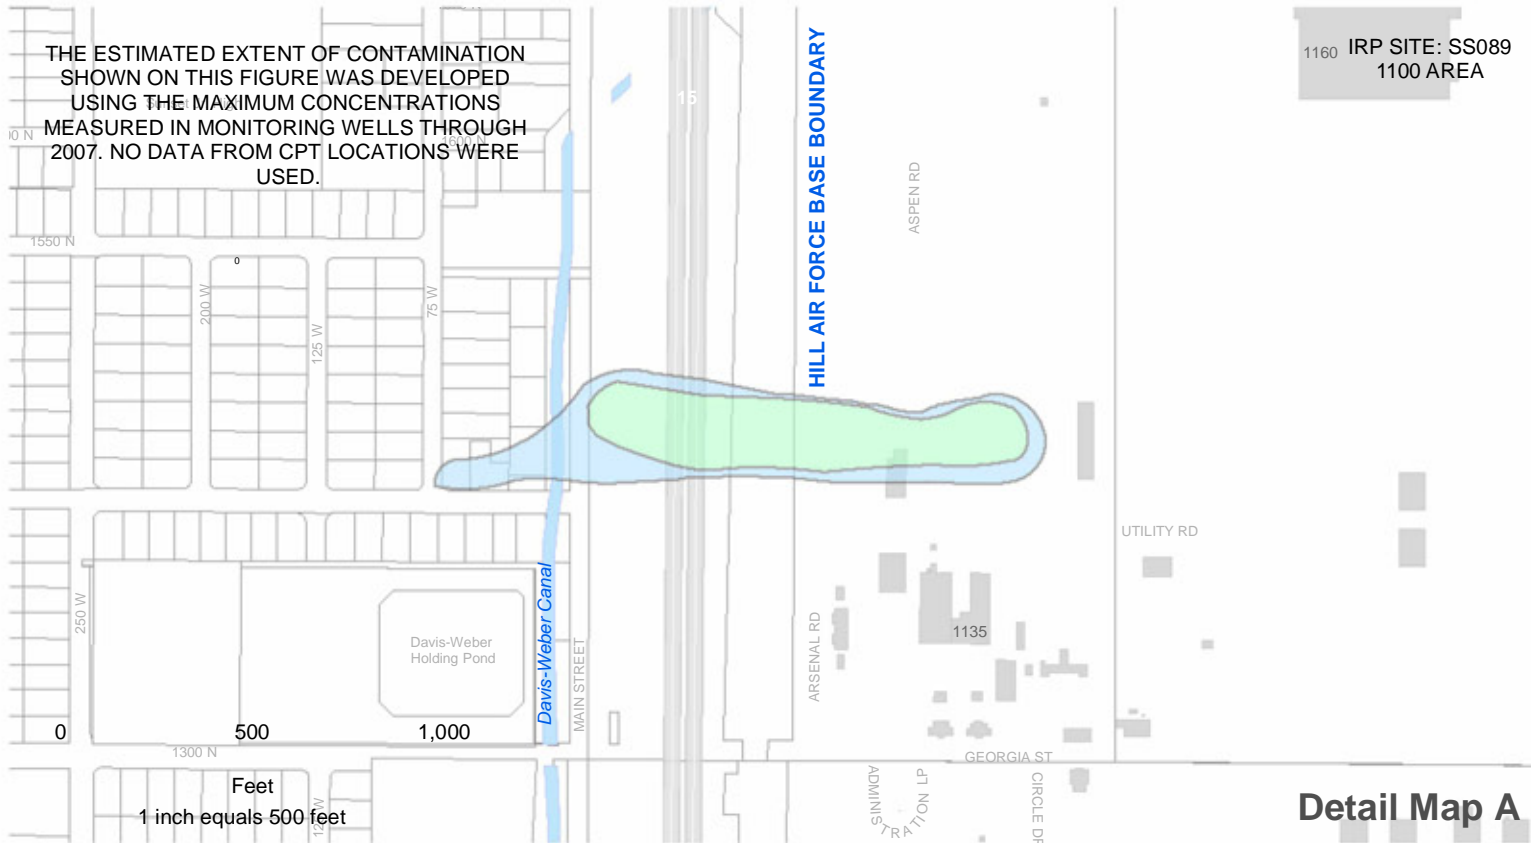 THE ESTIMATED EXTENT OF CONTAMINATION
SHOWN ON THIS FIGURE WAS DEVELOPED
USING THE MAXIMUM CONCENTRATIONS
MEASURED IN MONITORING WELLS THROUGH
2007. NO DATA FROM CPT LOCATIONS WERE
USED.
1160
IRP SITE: SS089
1100 AREA
15
HILL AIR FORCE BASE BOUNDARY
ASPEN RD
1600 N
1550 N
0
200 W
125 W
75 W
UTILITY RD
250 W
Davis-Weber
Holding Pond
Davis-Weber Canal
MAIN STREET
ARSENAL RD
1135
0 500 1,000
1300 N
GEORGIA ST
Feet
1 inch equals 500 feet
ADMINISTRATION LP
CIRCLE DR
Detail Map A